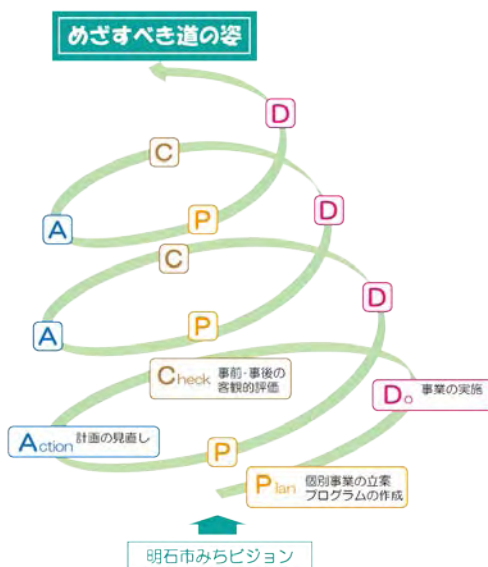 めざすべき道の姿
D
C
P
D
A
C
D
P
A
Check 事前・事後の
客観的評価
Do 事業の実施
Action 計画の見直し
P
Plan 個別事業の立案
プログラムの作成
明石市みちビジョン